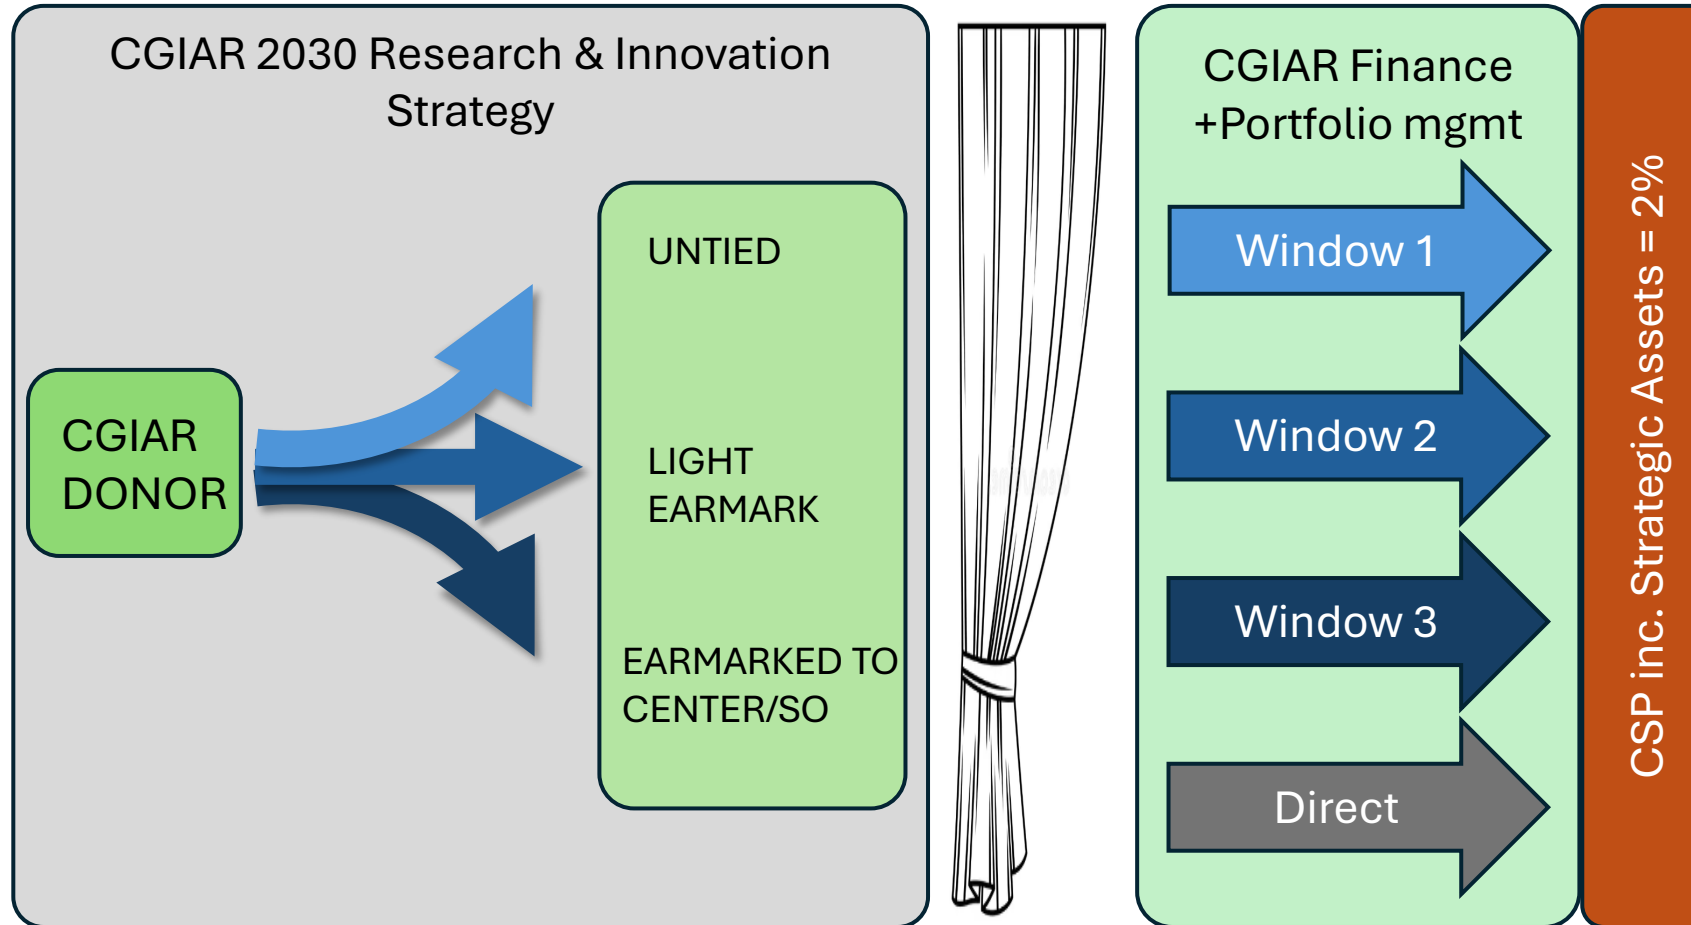 CGIAR 2030 Research & Innovation
Strategy
CGIAR
DONOR
UNTIED
LIGHT
EARMARK
EARMARKED TO
CENTER/SO
CGIAR Finance
+Portfolio mgmt
Window 1
Window 2
Window 3
Direct
CSP inc. Strategic Assets = 2%